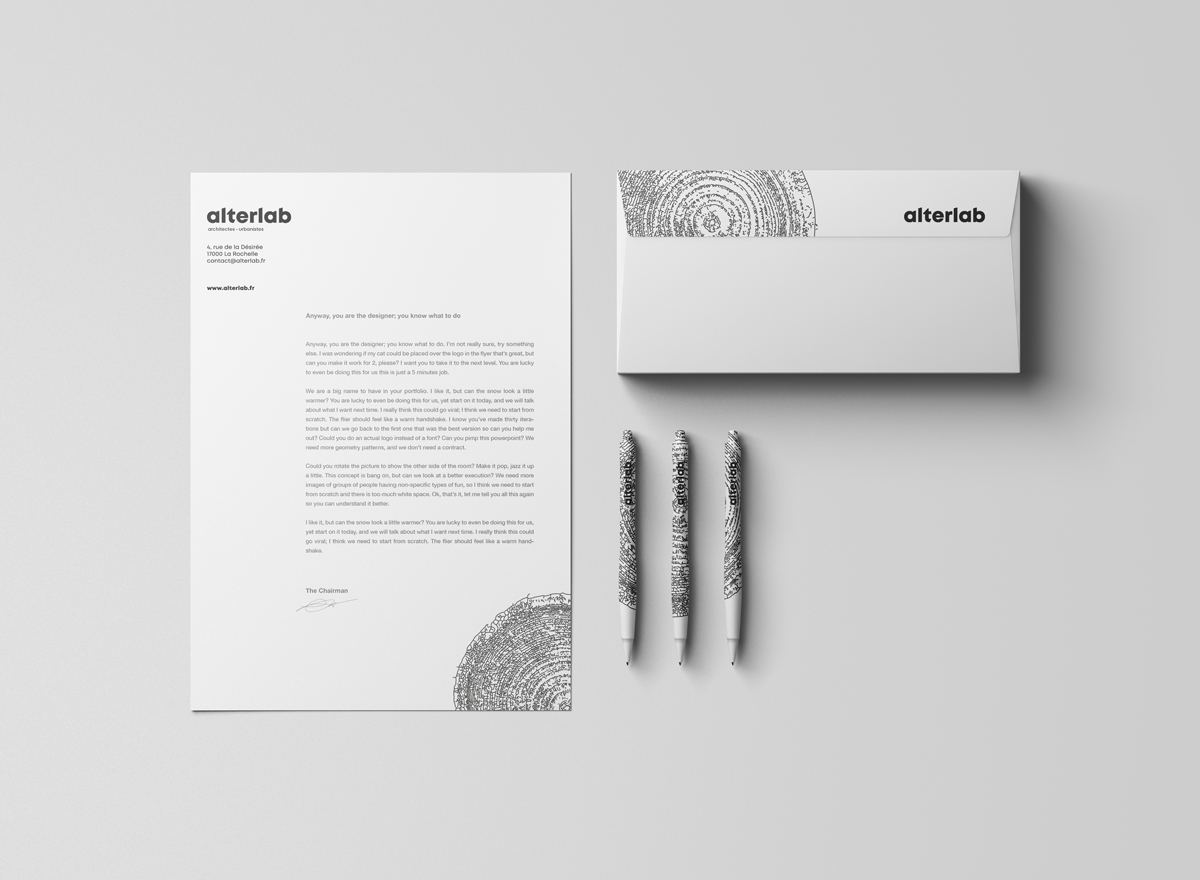 alterlab
architectes - urbanistes
4, rue de la Désirée
17000 La Rochelle
contact@alterlab.fr
www.alterlab.fr
Anyway, you are the designer; you know what to do
Anyway, you are the designer; you know what to do. I'm not really sure, try something
else. I was wondering if my cat could be placed over the logo in the flyer that's great, but
can you make it work for 2, please? I want you to take it to the next level. You are lucky
to even be doing this for us this is just a 5 minutes job.
We are a big name to have in your portfolio. I like it, but can the snow look a little
warmer? You are lucky to even be doing this for us, yet start on it today, and we will talk
about what I want next time. I really think this could go viral; I think we need to start from
scratch. The flier should feel like a warm handshake. I know you've made thirty itera-
tions but can we go back to the first one that was the best version so can you help me
out? Could you do an actual logo instead of a font? Can you pimp this powerpoint? We
need more geometry patterns, and we don't need a contract.
Could you rotate the picture to show the other side of the room? Make it pop, jazz it up
a little. This concept is bang on, but can we look at a better execution? We need more
images of groups of people having non-specific types of fun, so I think we need to start
from scratch and there is too much white space. Ok, that's it, let me tell you all this again
so you can understand it better.
I like it, but can the snow look a little warmer? You are lucky to even be doing this for us,
yet start on it today, and we will talk about what I want next time. I really think this could
go viral; I think we need to start from scratch. The flier should feel like a warm hand-
shake.
The Chairman
alterlab
alterlab
alterlab
alterlab